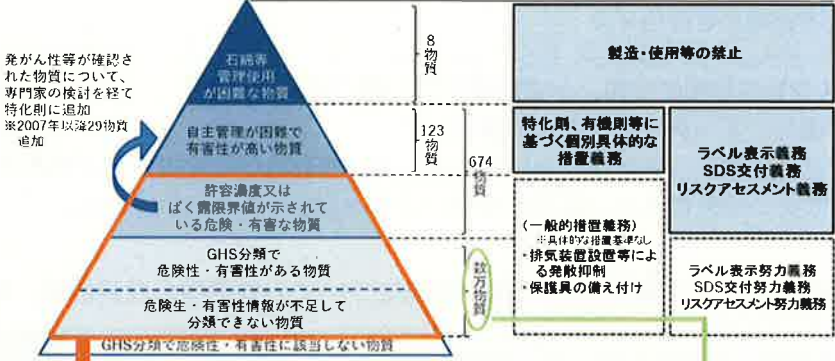 発がん性等が確認さ
れた物質について、
専門家の検討を経て
特化則に追加
※2007年以降29物質
追加
石綿等
管理使用
が困難な物質
8
物
質
製造・使用等の禁止
自主管理が困難で
有害性が高い物質
123
物
質
特化則、有機則等に
基づく個別具体的な
措置義務
674
物
質
ラベル表示義務
SDS交付義務
リスクアセスメント義務
許容濃度又は
ばく露限界値が示されて
いる危険・有害な物質
(一般的措置義務)
※具体的な措置基準なし
・排気装置設置等によ
る発散抑制
・保護具の備え付け
GHS分類で
危険性・有害性がある物質
数
万
物
質
ラベル表示努力義務
SDS交付努力義務
リスクアセスメント努力義務
危険生・有害性情報が不足して
分類できない物質
GHS分類で危険性・有害性に該当しない物質